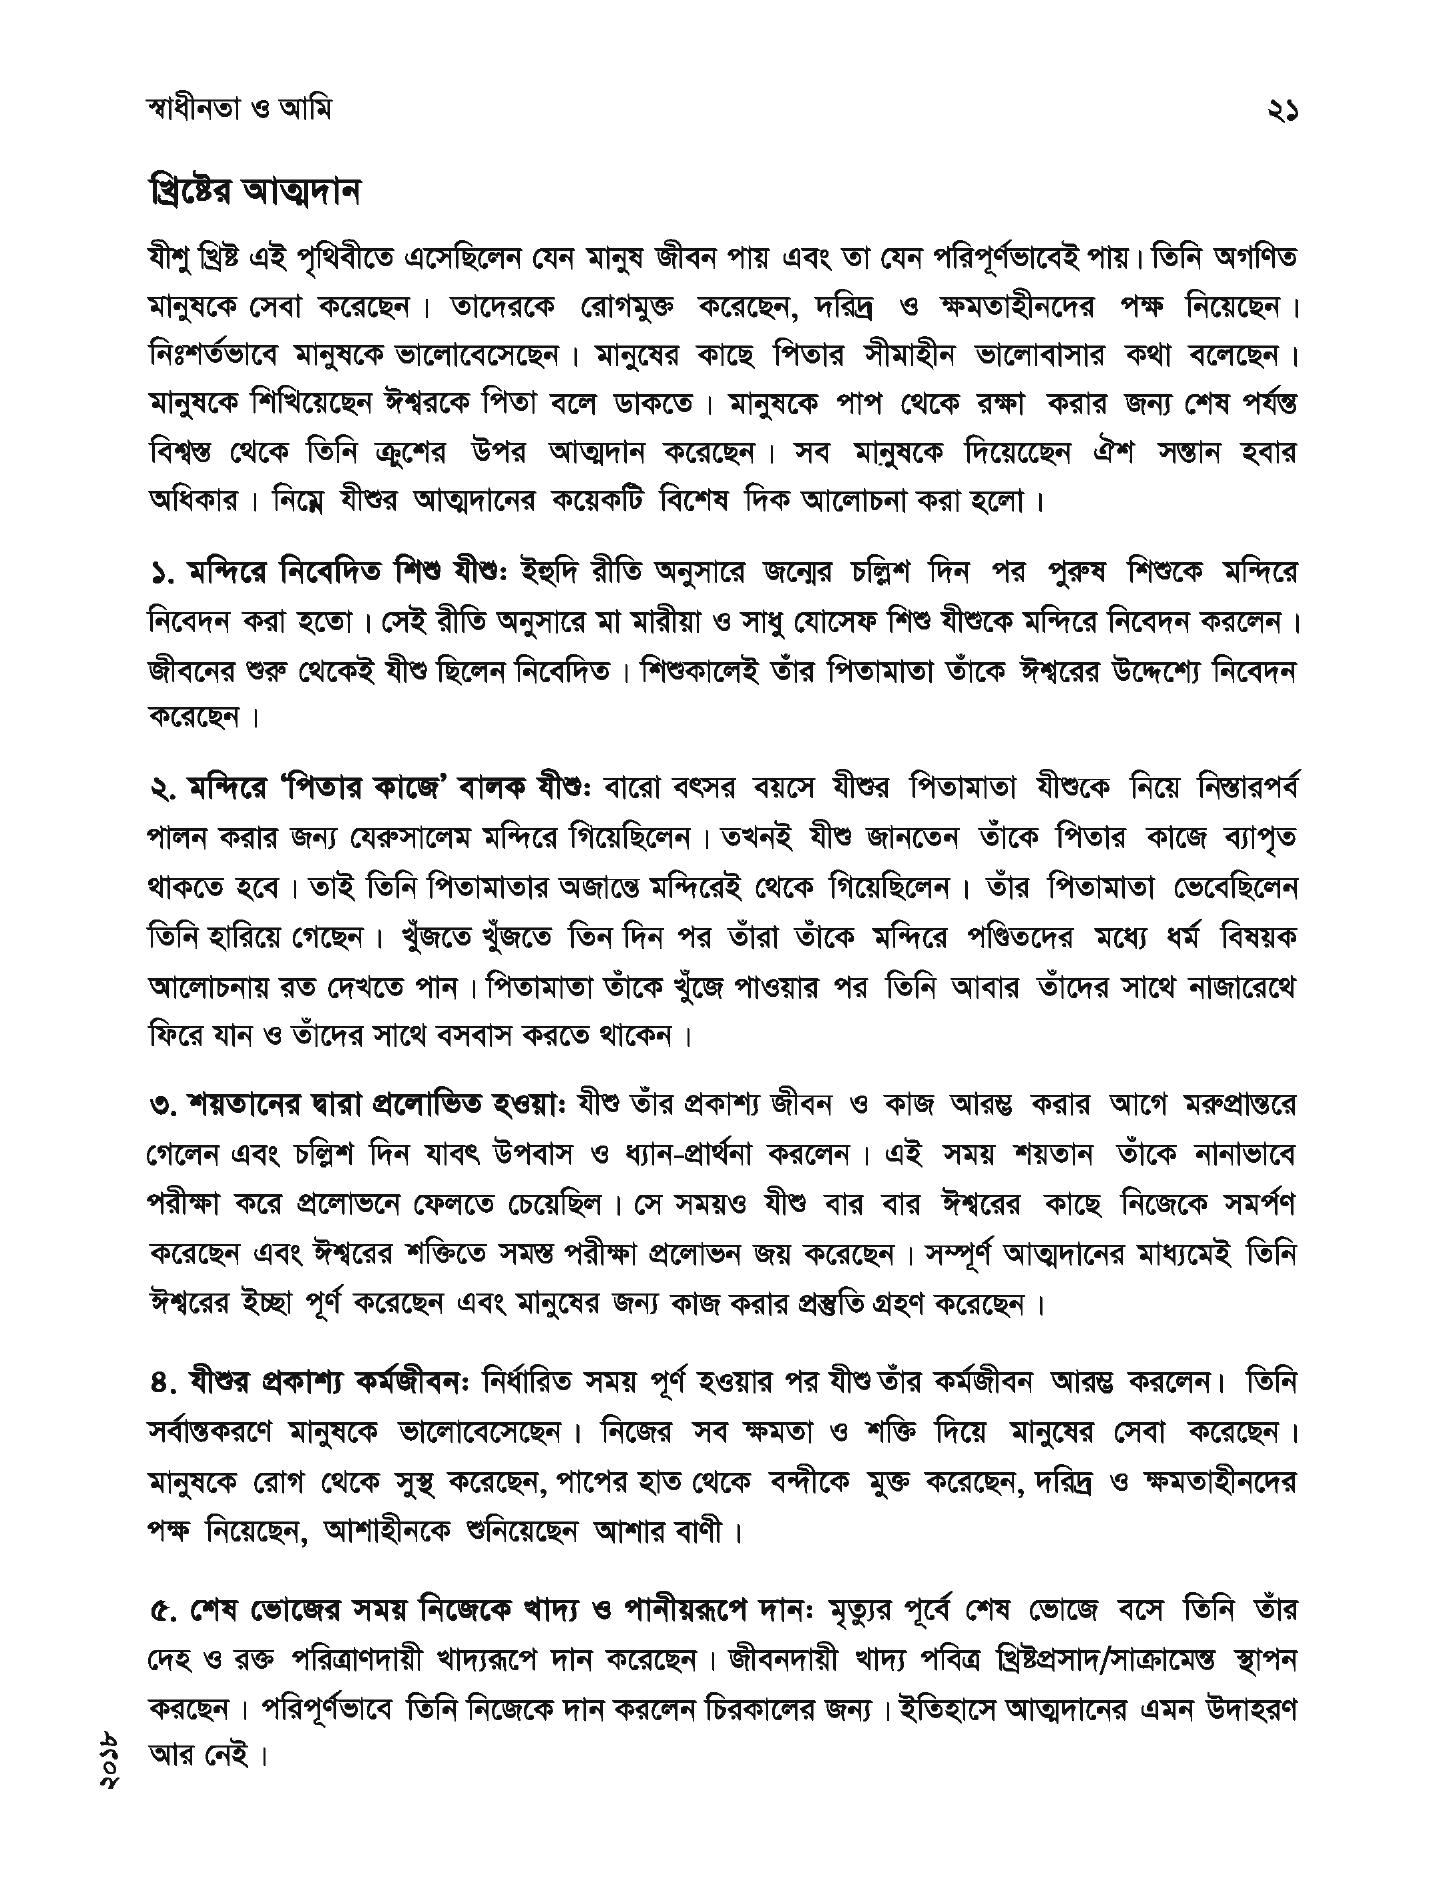 স্বাধীনতা ও আমি ২১
খ্রিষ্টের আত্মদান
যীশু খ্রিষ্ট এই পৃথিবীতে এসেছিলেন যেন মানুষ জীবন পায় এবং তা যেন পরিপূর্ণভাবেই পায়। তিনি অগণিত
মানুষকে সেবা করেছেন। তাদেরকে রোগমুক্ত করেছেন, দরিদ্র ও ক্ষমতাহীনদের পক্ষ নিয়েছেন।
নিঃশর্তভাবে মানুষকে ভালোবেসেছেন। মানুষের কাছে পিতার সীমাহীন ভালোবাসার কথা বলেছেন।
মানুষকে শিখিয়েছেন ঈশ্বরকে পিতা বলে ডাকতে। মানুষকে পাপ থেকে রক্ষা করার জন্য শেষ পর্যন্ত
বিশ্বস্ত থেকে তিনি ক্রুশের উপর আত্মদান করেছেন। সব মানুষকে দিয়েছেেন ঐশ সন্তান হবার
অধিকার। নিম্নে যীশুর আত্মদানের কয়েকটি বিশেষ দিক আলোচনা করা হলো।
১. মন্দিরে নিবেদিত শিশু যীশু: ইহুদি রীতি অনুসারে জন্মের চল্লিশ দিন পর পুরুষ শিশুকে মন্দিরে
নিবেদন করা হতো। সেই রীতি অনুসারে মা মারীয়া ও সাধু যোসেফ শিশু যীশুকে মন্দিরে নিবেদন করলেন।
জীবনের শুরু থেকেই যীশু ছিলেন নিবেদিত। শিশুকালেই তাঁর পিতামাতা তাঁকে ঈশ্বরের উদ্দেশ্যে নিবেদন
করেছেন।
২. মন্দিরে ‘পিতার কাজে’ বালক যীশু: বারো বৎসর বয়সে যীশুর পিতামাতা যীশুকে নিয়ে নিস্তারপর্ব
পালন করার জন্য যেরুসালেম মন্দিরে গিয়েছিলেন। তখনই যীশু জানতেন তাঁকে পিতার কাজে ব্যাপৃত
থাকতে হবে। তাই তিনি পিতামাতার অজান্তে মন্দিরেই থেকে গিয়েছিলেন। তাঁর পিতামাতা ভেবেছিলেন
তিনি হারিয়ে গেছেন। খুঁজতে খুঁজতে তিন দিন পর তাঁরা তাঁকে মন্দিরে পণ্ডিতদের মধ্যে ধর্ম বিষয়ক
আলোচনায় রত দেখতে পান। পিতামাতা তাঁকে খুঁজে পাওয়ার পর তিনি আবার তাঁদের সাথে নাজারেথে
ফিরে যান ও তাঁদের সাথে বসবাস করতে থাকেন।
৩. শয়তানের দ্বারা প্রলোভিত হওয়া: যীশু তাঁর প্রকাশ্য জীবন ও কাজ আরম্ভ করার আগে মরুপ্রান্তরে
গেলেন এবং চল্লিশ দিন যাবৎ উপবাস ও ধ্যান-প্রার্থনা করলেন। এই সময় শয়তান তাঁকে নানাভাবে
পরীক্ষা করে প্রলোভনে ফেলতে চেয়েছিল। সে সময়ও যীশু বার বার ঈশ্বরের কাছে নিজেকে সমর্পণ
করেছেন এবং ঈশ্বরের শক্তিতে সমস্ত পরীক্ষা প্রলোভন জয় করেছেন। সম্পূর্ণ আত্মদানের মাধ্যমেই তিনি
ঈশ্বরের ইচ্ছা পূর্ণ করেছেন এবং মানুষের জন্য কাজ করার প্রস্তুতি গ্রহণ করেছেন।
৪. যীশুর প্রকাশ্য কর্মজীবন: নির্ধারিত সময় পূর্ণ হওয়ার পর যীশু তাঁর কর্মজীবন আরম্ভ করলেন। তিনি
সর্বান্তকরণে মানুষকে ভালোবেসেছেন। নিজের সব ক্ষমতা ও শক্তি দিয়ে মানুষের সেবা করেছেন।
মানুষকে রোগ থেকে সুস্থ করেছেন, পাপের হাত থেকে বন্দীকে মুক্ত করেছেন, দরিদ্র ও ক্ষমতাহীনদের
পক্ষ নিয়েছেন, আশাহীনকে শুনিয়েছেন আশার বাণী।
৫. শেষ ভোজের সময় নিজেকে খাদ্য ও পানীয়রূপে দান: মৃত্যুর পূর্বে শেষ ভোজে বসে তিনি তাঁর
দেহ ও রক্ত পরিত্রাণদায়ী খাদ্যরূপে দান করেছেন। জীবনদায়ী খাদ্য পবিত্র খ্রিষ্টপ্রসাদ/সাক্রামেন্ত স্থাপন
করছেন। পরিপূর্ণভাবে তিনি নিজেকে দান করলেন চিরকালের জন্য। ইতিহাসে আত্মদানের এমন উদাহরণ
আর নেই।
২০১৮